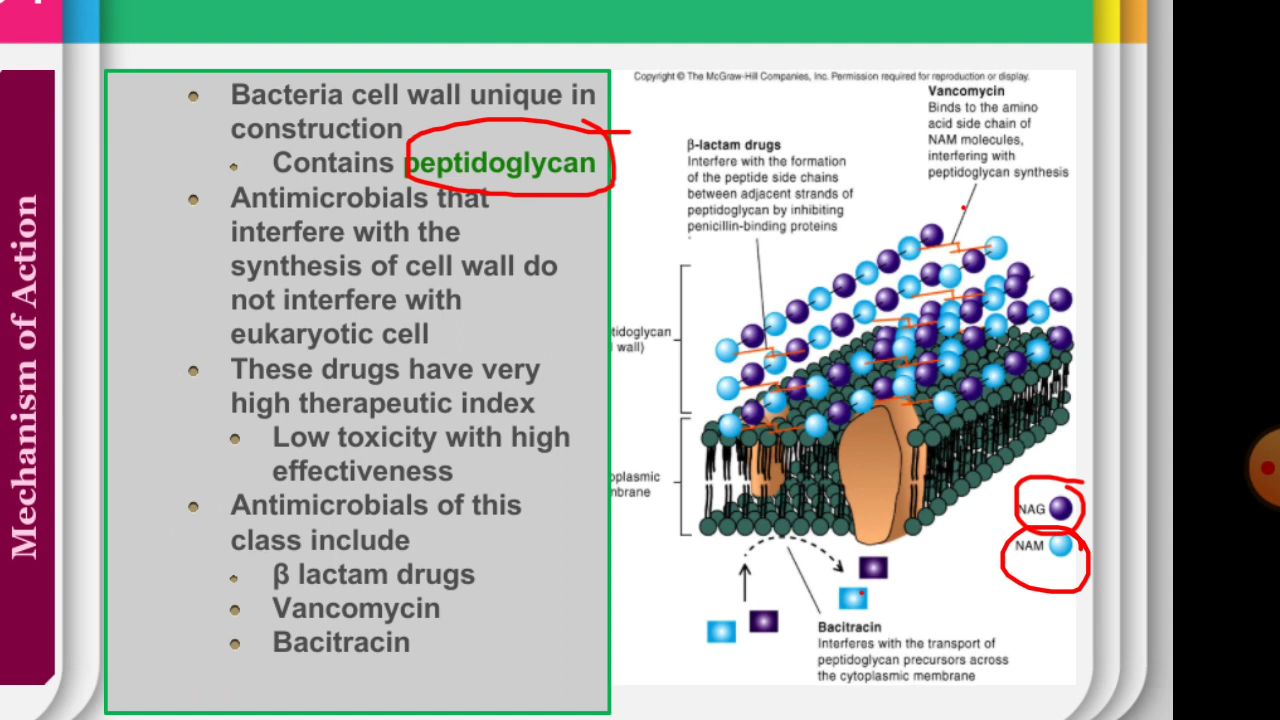 Mechanism of Action
Bacteria cell wall unique in
construction
Contains peptidoglycan
Antimicrobials that
interfere with the
synthesis of cell wall do
not interfere with
eukaryotic cell
These drugs have very
high therapeutic index
Low toxicity with high
effectiveness
Antimicrobials of this
class include
β lactam drugs
Vancomycin
Bacitracin
Copyright © The McGraw-Hill Companies, Inc. Permission required for reproduction or display.
Vancomycin
Binds to the amino
acid side chain of
NAM molecules,
interfering with
peptidoglycan synthesis
β-lactam drugs
Interfere with the formation
of the peptide side chains
between adjacent strands of
peptidoglycan by inhibiting
penicillin-binding proteins
tidoglycan
wall)
oplasmic
nbrane
NAG
NAM
Bacitracin
Interferes with the transport of
peptidoglycan precursors across
the cytoplasmic membrane